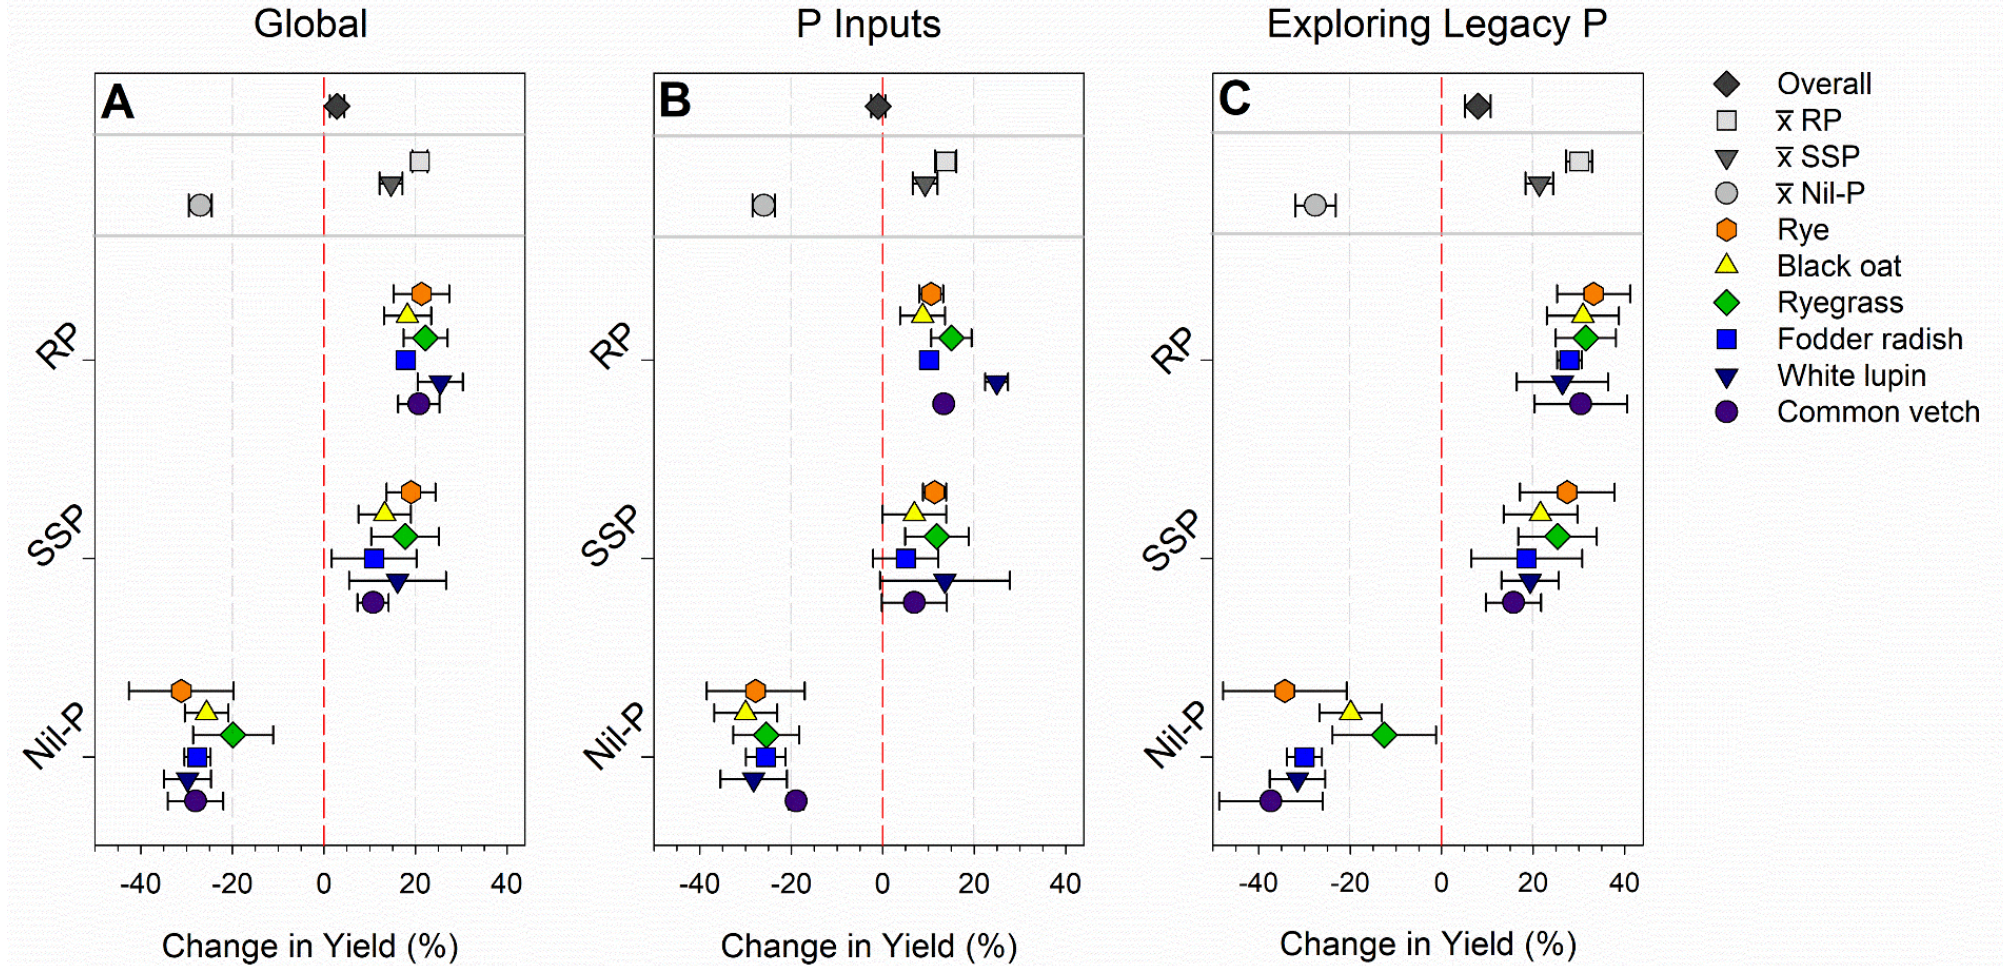 Global
P Inputs
Exploring Legacy P
A
B
C
Overall
x̅ RP
x̅ SSP
x̅ Nil-P
Rye
Black oat
Ryegrass
Fodder radish
White lupin
Common vetch
RP
SSP
Nil-P
RP
SSP
Nil-P
RP
SSP
Nil-P
-40 -20 0 20 40
-40 -20 0 20 40
-40 -20 0 20 40
Change in Yield (%)
Change in Yield (%)
Change in Yield (%)